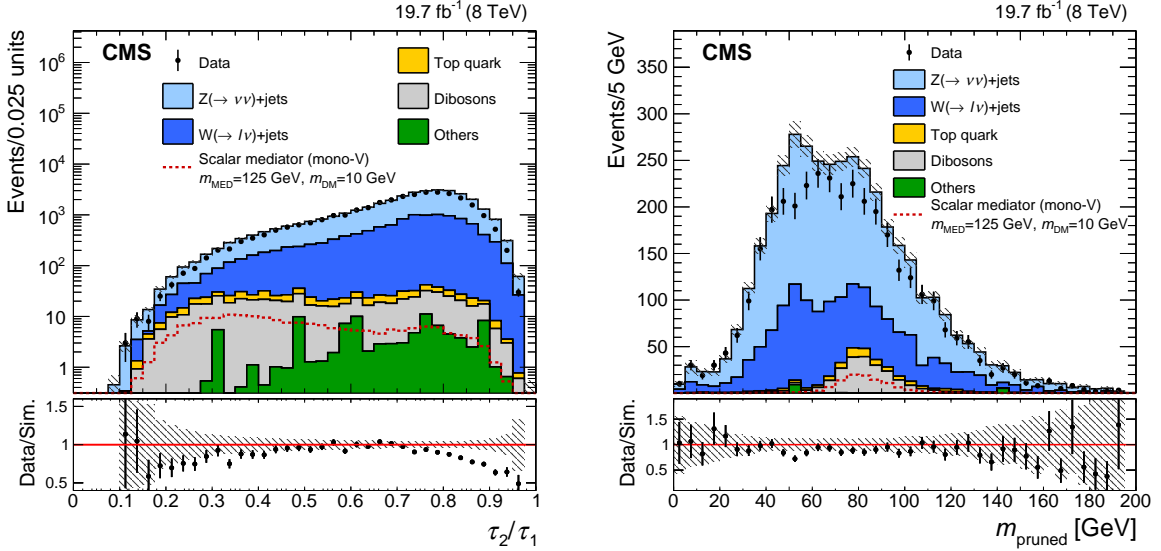 19.7 fb⁻¹ (8 TeV)
CMS
Data
Z(→ νν)+jets
W(→ lν)+jets
Top quark
Dibosons
Others
Scalar mediator (mono-V)
m_MED=125 GeV, m_DM=10 GeV
Events/0.025 units
10⁶
10⁵
10⁴
10³
10²
10
1
Data/Sim.
1.5
1
0.5
0 0.1 0.2 0.3 0.4 0.5 0.6 0.7 0.8 0.9 1
τ₂/τ₁
19.7 fb⁻¹ (8 TeV)
CMS
Data
Z(→ νν)+jets
W(→ lν)+jets
Top quark
Dibosons
Others
Scalar mediator (mono-V)
m_MED=125 GeV, m_DM=10 GeV
Events/5 GeV
350
300
250
200
150
100
50
Data/Sim.
1.5
1
0.5
0 20 40 60 80 100 120 140 160 180 200
m_pruned [GeV]